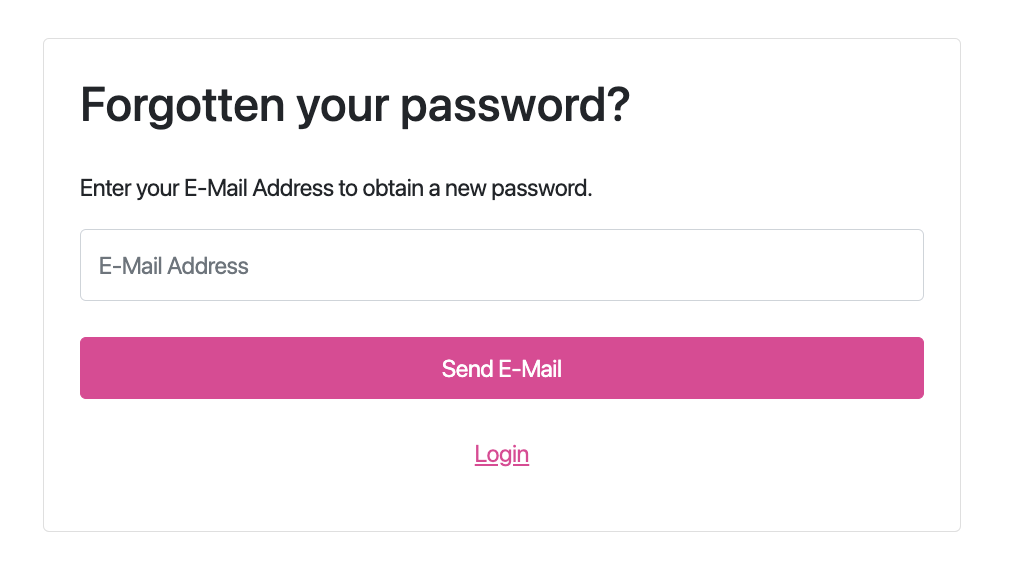 Forgotten your password?
Enter your E-Mail Address to obtain a new password.
E-Mail Address
Send E-Mail
Login